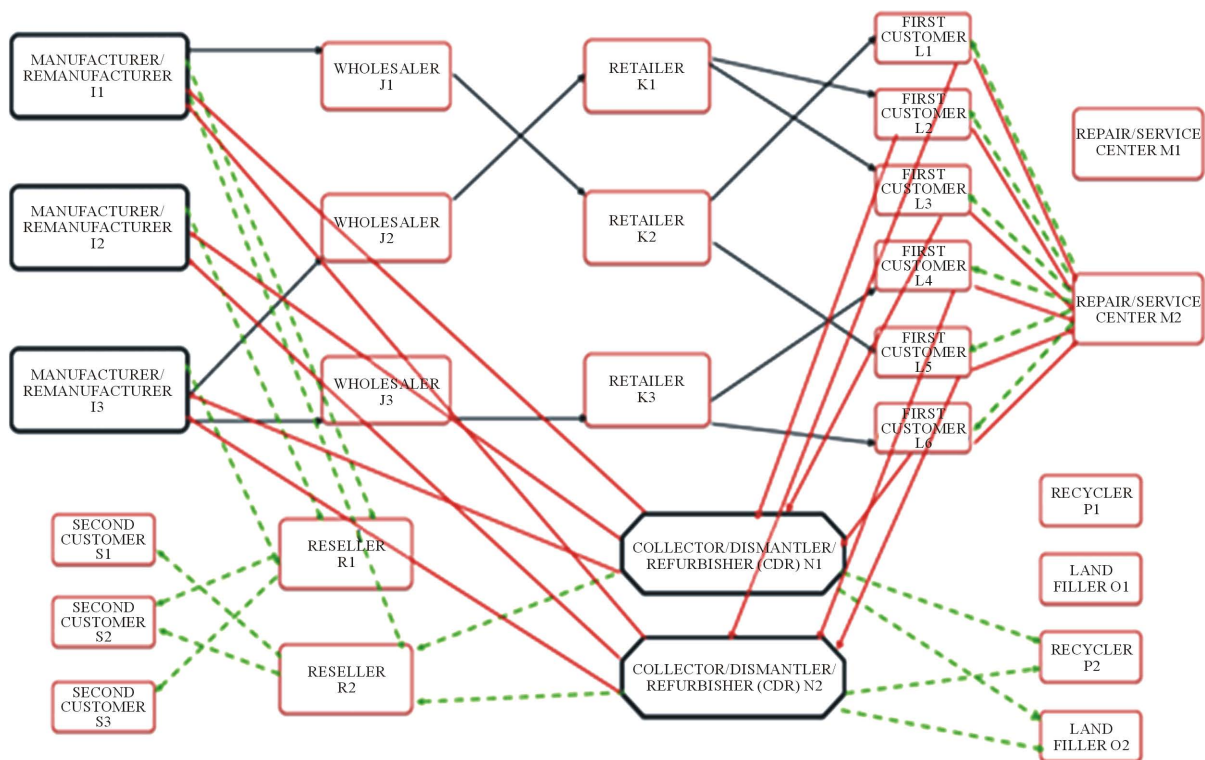 MANUFACTURER/
REMANUFACTURER
I1
WHOLESALER
J1
RETAILER
K1
FIRST
CUSTOMER
L1
FIRST
CUSTOMER
L2
REPAIR/SERVICE
CENTER M1
MANUFACTURER/
REMANUFACTURER
I2
WHOLESALER
J2
RETAILER
K2
FIRST
CUSTOMER
L3
FIRST
CUSTOMER
L4
REPAIR/SERVICE
CENTER M2
MANUFACTURER/
REMANUFACTURER
I3
WHOLESALER
J3
RETAILER
K3
FIRST
CUSTOMER
L5
FIRST
CUSTOMER
L6
SECOND
CUSTOMER
S1
RESELLER
R1
COLLECTOR/DISMANTLER/
REFURBISHER (CDR) N1
RECYCLER
P1
LAND
FILLER O1
SECOND
CUSTOMER
S2
RESELLER
R2
COLLECTOR/DISMANTLER/
REFURBISHER (CDR) N2
RECYCLER
P2
SECOND
CUSTOMER
S3
LAND
FILLER O2